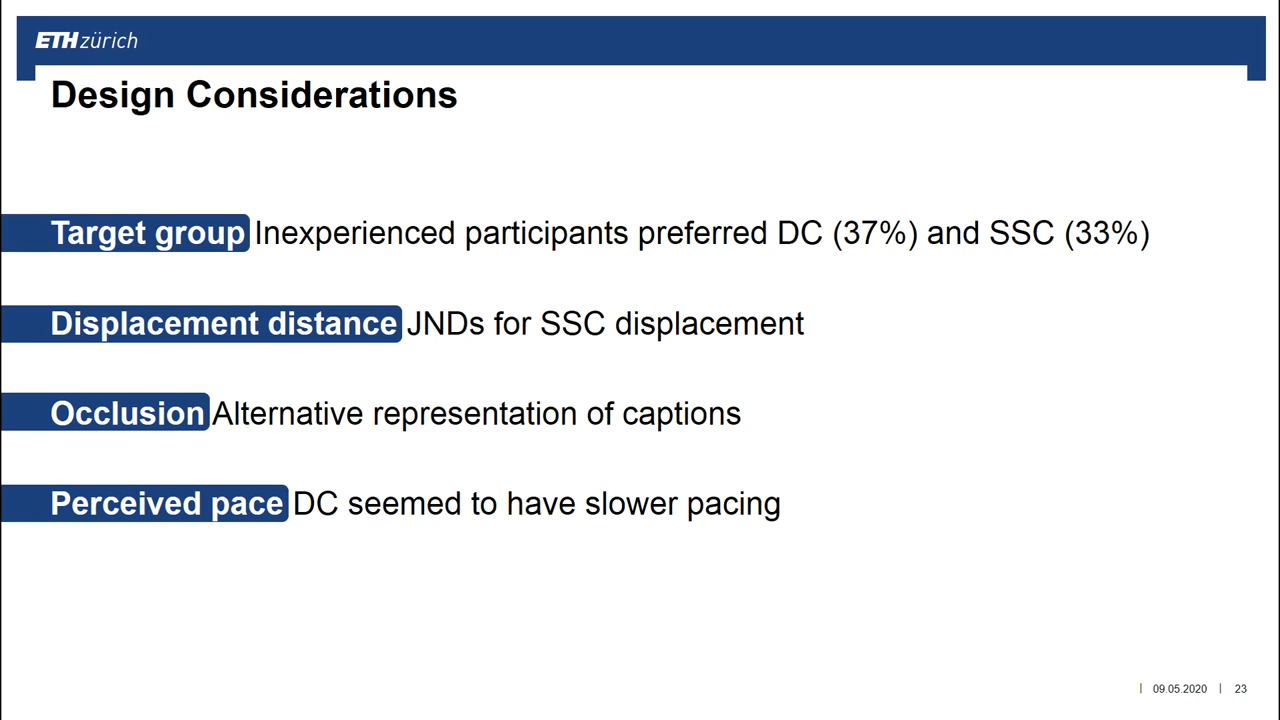 ETH zürich
Design Considerations
Target group Inexperienced participants preferred DC (37%) and SSC (33%)
Displacement distance JNDs for SSC displacement
Occlusion Alternative representation of captions
Perceived pace DC seemed to have slower pacing
| 09.05.2020 | 23